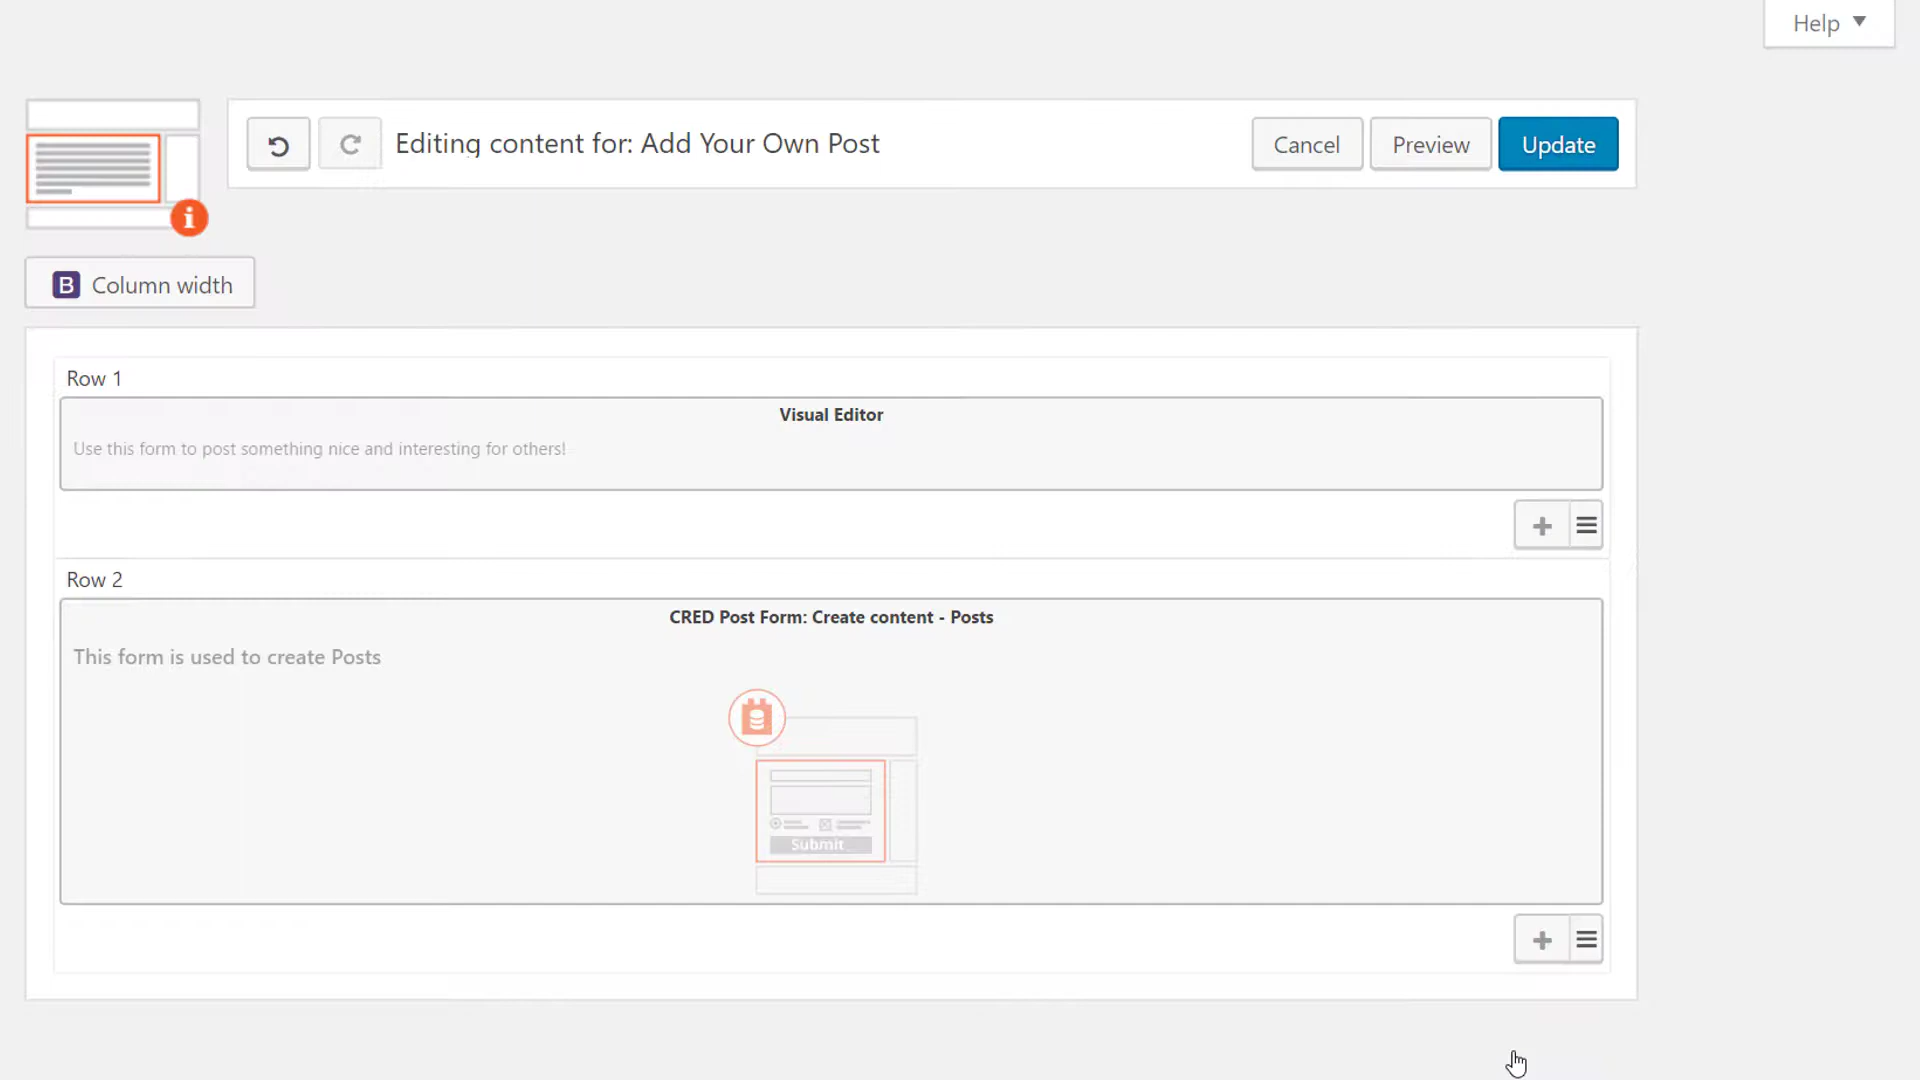 Help
Editing content for: Add Your Own Post
Cancel
Preview
Update
B Column width
Row 1
Visual Editor
Use this form to post something nice and interesting for others!
Row 2
CRED Post Form: Create content - Posts
This form is used to create Posts
Submit